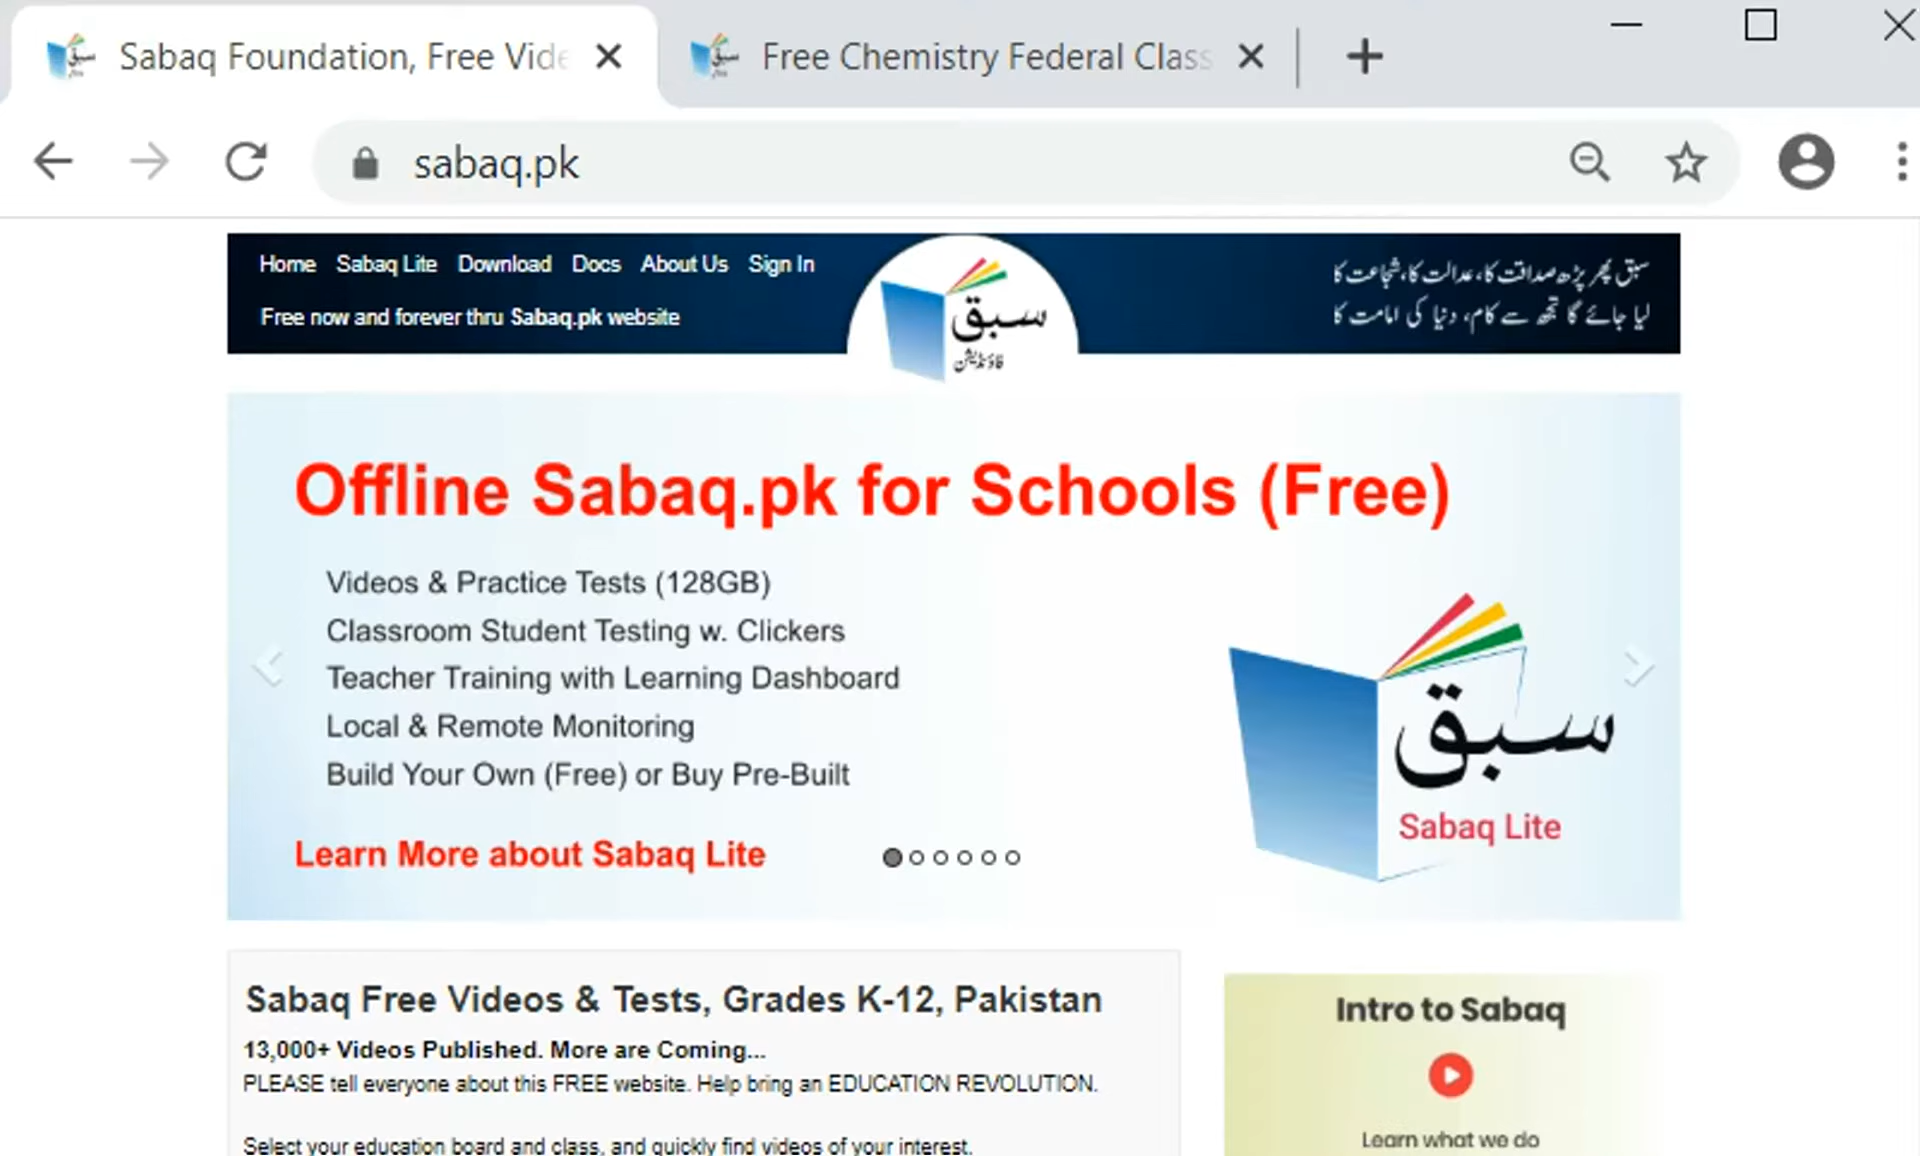 Sabaq Foundation, Free Vide
Free Chemistry Federal Class
sabaq.pk
Home Sabaq Lite Download Docs About Us Sign In
Free now and forever thru Sabaq.pk website
سبق
فاؤنڈیشن
سبق پھر پڑھ صداقت کا، عدالت کا، شجاعت کا
لیا جائے گا تجھ سے کام، دنیا کی امامت کا
Offline Sabaq.pk for Schools (Free)
Videos & Practice Tests (128GB)
Classroom Student Testing w. Clickers
Teacher Training with Learning Dashboard
Local & Remote Monitoring
Build Your Own (Free) or Buy Pre-Built
Learn More about Sabaq Lite
سبق
Sabaq Lite
Sabaq Free Videos & Tests, Grades K-12, Pakistan
13,000+ Videos Published. More are Coming...
PLEASE tell everyone about this FREE website. Help bring an EDUCATION REVOLUTION.
Select your education board and class, and quickly find videos of your interest.
Intro to Sabaq
Learn what we do